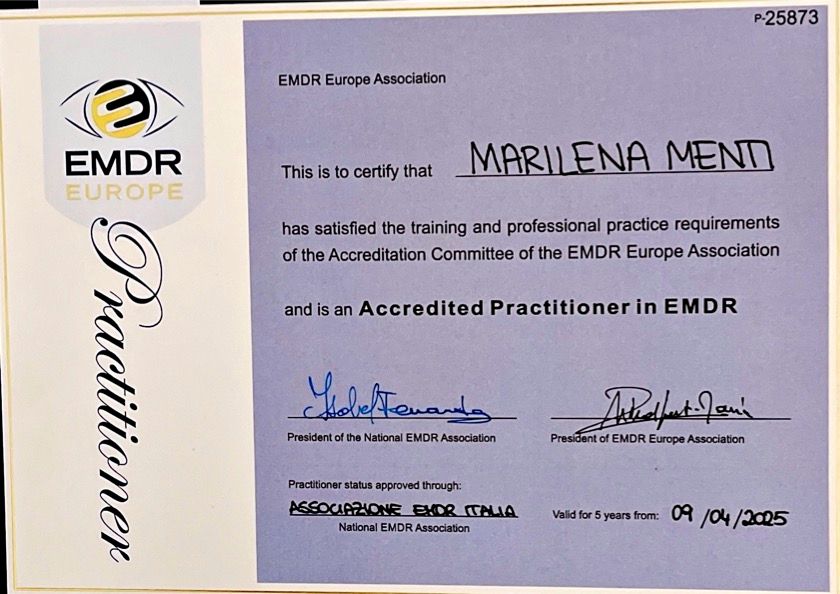 P-25873
EMDR
EUROPE
Practitioner
EMDR Europe Association
This is to certify that MARILENA MENTI
has satisfied the training and professional practice requirements
of the Accreditation Committee of the EMDR Europe Association
and is an Accredited Practitioner in EMDR
Isabel Fernandez
President of the National EMDR Association
President of EMDR Europe Association
Practitioner status approved through:
ASSOCIAZIONE EMDR ITALIA
National EMDR Association
Valid for 5 years from: 09/04/2025